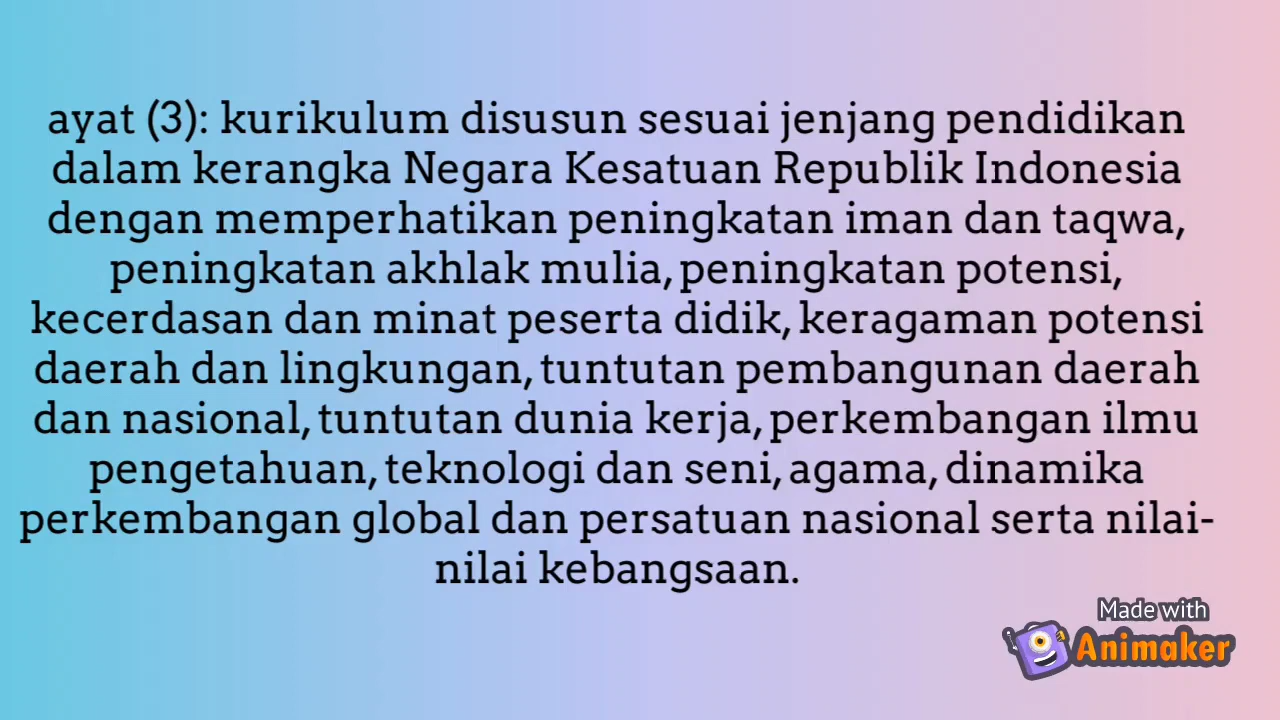 ayat (3): kurikulum disusun sesuai jenjang pendidikan
dalam kerangka Negara Kesatuan Republik Indonesia
dengan memperhatikan peningkatan iman dan taqwa,
peningkatan akhlak mulia, peningkatan potensi,
kecerdasan dan minat peserta didik, keragaman potensi
daerah dan lingkungan, tuntutan pembangunan daerah
dan nasional, tuntutan dunia kerja, perkembangan ilmu
pengetahuan, teknologi dan seni, agama, dinamika
perkembangan global dan persatuan nasional serta nilai-
nilai kebangsaan.
Made with
Animaker